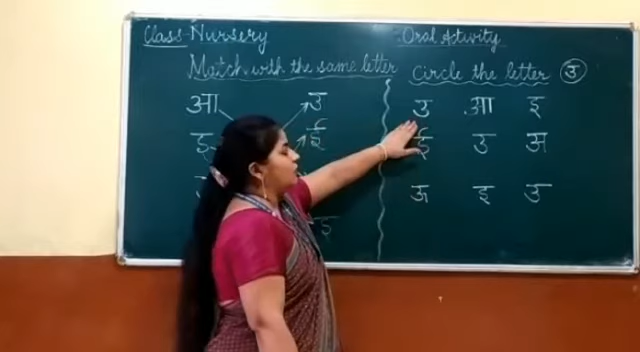 Class-Nursery
Match with the same letter
आ उ
इ ई
इ
Oral Activity
Circle the letter उ
उ आ इ
ई उ अ
ऊ इ उ